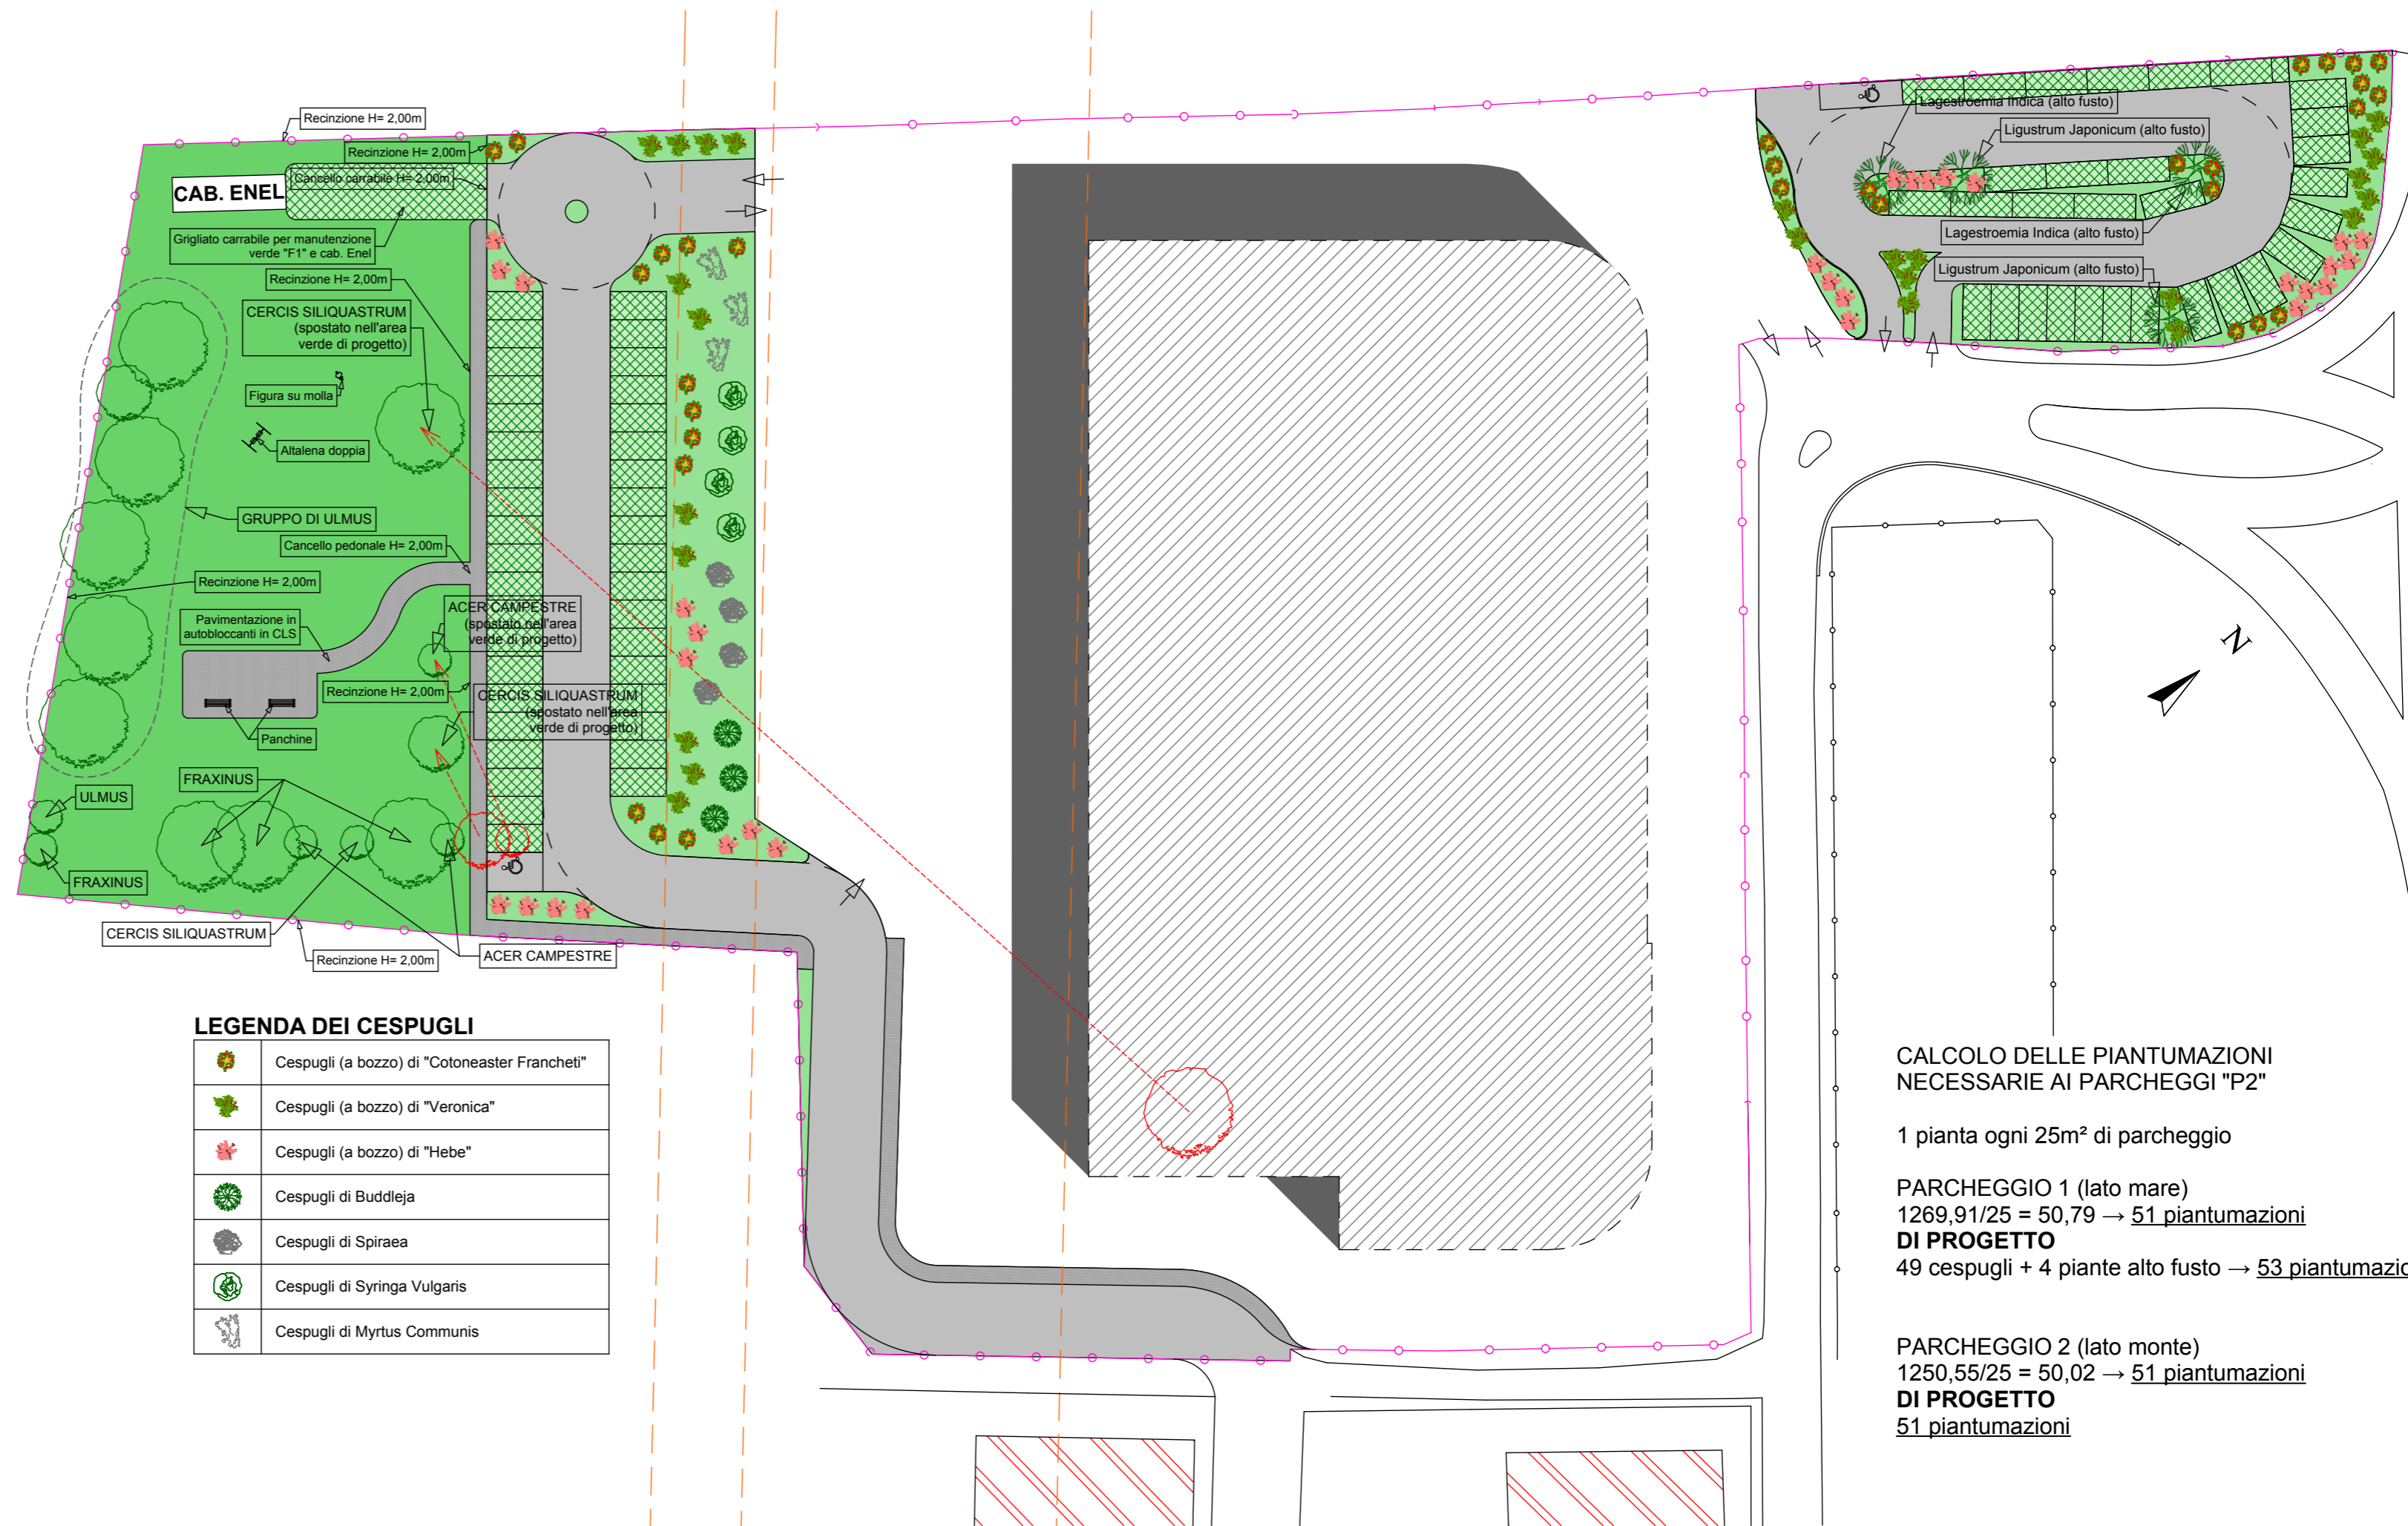 Recinzione H= 2,00m
Recinzione H= 2,00m
Cancello carrabile H= 2,00m
CAB. ENEL
Grigliato carrabile per manutenzione
verde "F1" e cab. Enel
Recinzione H= 2,00m
CERCIS SILIQUASTRUM
(spostato nell'area
verde di progetto)
Figura su molla
Altalena doppia
GRUPPO DI ULMUS
Cancello pedonale H= 2,00m
Recinzione H= 2,00m
Pavimentazione in
autobloccanti in CLS
ACER CAMPESTRE
(spostato nell'area
verde di progetto)
Recinzione H= 2,00m
CERCIS SILIQUASTRUM
(spostato nell'area
verde di progetto)
Panchine
FRAXINUS
ULMUS
FRAXINUS
CERCIS SILIQUASTRUM
Recinzione H= 2,00m
ACER CAMPESTRE
Lagestroemia Indica (alto fusto)
Ligustrum Japonicum (alto fusto)
Lagestroemia Indica (alto fusto)
Ligustrum Japonicum (alto fusto)
N
LEGENDA DEI CESPUGLI
Cespugli (a bozzo) di "Cotoneaster Francheti"
Cespugli (a bozzo) di "Veronica"
Cespugli (a bozzo) di "Hebe"
Cespugli di Buddleja
Cespugli di Spiraea
Cespugli di Syringa Vulgaris
Cespugli di Myrtus Communis
CALCOLO DELLE PIANTUMAZIONI
NECESSARIE AI PARCHEGGI "P2"
1 pianta ogni 25m² di parcheggio
PARCHEGGIO 1 (lato mare)
1269,91/25 = 50,79 → 51 piantumazioni
DI PROGETTO
49 cespugli + 4 piante alto fusto → 53 piantumazio
PARCHEGGIO 2 (lato monte)
1250,55/25 = 50,02 → 51 piantumazioni
DI PROGETTO
51 piantumazioni